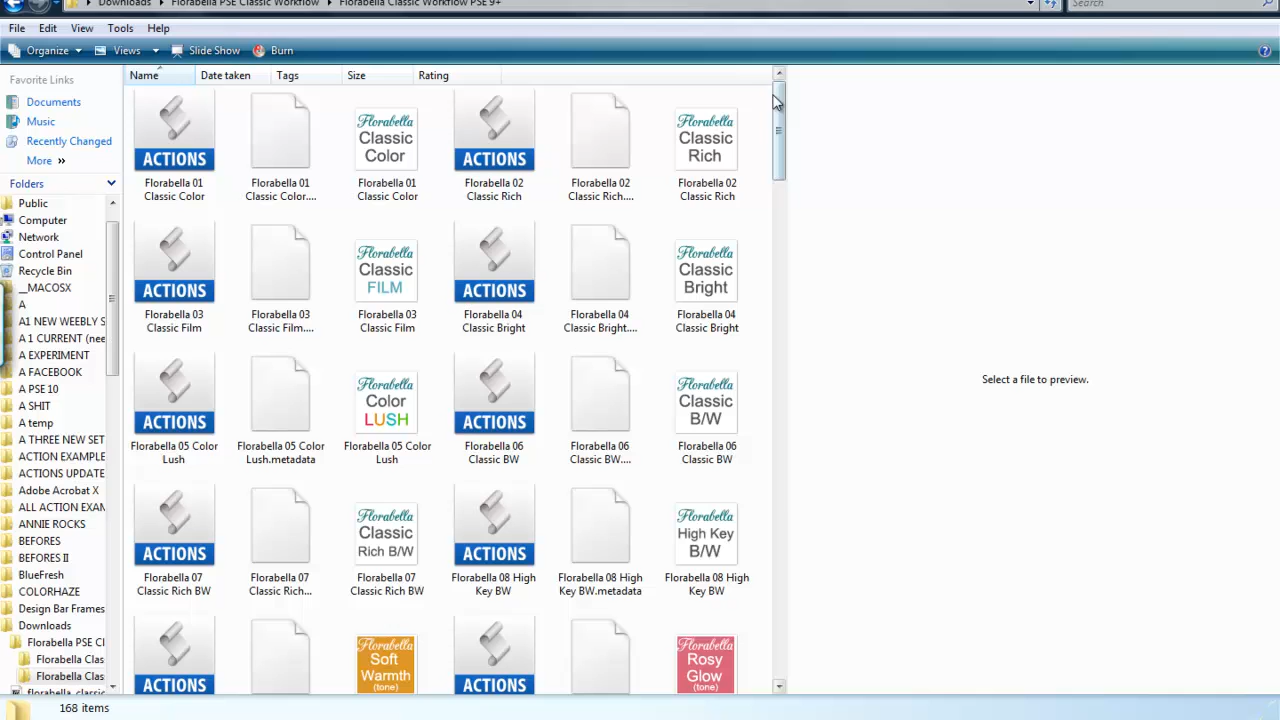 Downloads ▸ Florabella PSE Classic Workflow ▸ Florabella Classic Workflow PSE 9+
Search
File Edit View Tools Help
Organize Views Slide Show Burn
Favorite Links
Documents
Music
Recently Changed
More »
Folders
Public
Computer
Network
Control Panel
Recycle Bin
__MACOSX
A
A1 NEW WEEKLY S
A 1 CURRENT (nee
A EXPERIMENT
A FACEBOOK
A PSE 10
A SHIT
A temp
A THREE NEW SET
ACTION EXAMPLE
ACTIONS UPDATE
Adobe Acrobat X
ALL ACTION EXAM
ANNIE ROCKS
BEFORES
BEFORES II
BlueFresh
COLORHAZE
Design Bar Frames
Downloads
Florabella PSE Cl
Florabella Clas
Florabella Clas
florabella_classic
Name Date taken Tags Size Rating
ACTIONS
Florabella
Classic
Color
ACTIONS
Florabella
Classic
Rich
Florabella 01
Classic Color
Florabella 01
Classic Color....
Florabella 01
Classic Color
Florabella 02
Classic Rich
Florabella 02
Classic Rich....
Florabella 02
Classic Rich
ACTIONS
Florabella
Classic
FILM
ACTIONS
Florabella
Classic
Bright
Florabella 03
Classic Film
Florabella 03
Classic Film....
Florabella 03
Classic Film
Florabella 04
Classic Bright
Florabella 04
Classic Bright....
Florabella 04
Classic Bright
ACTIONS
Florabella
Color
LUSH
ACTIONS
Florabella
Classic
B/W
Florabella 05 Color
Lush
Florabella 05 Color
Lush.metadata
Florabella 05 Color
Lush
Florabella 06
Classic BW
Florabella 06
Classic BW....
Florabella 06
Classic BW
ACTIONS
Florabella
Classic
Rich B/W
ACTIONS
Florabella
High Key
B/W
Florabella 07
Classic Rich BW
Florabella 07
Classic Rich...
Florabella 07
Classic Rich BW
Florabella 08 High
Key BW
Florabella 08 High
Key BW.metadata
Florabella 08 High
Key BW
ACTIONS
Florabella
Soft
Warmth
(tone)
ACTIONS
Florabella
Rosy
Glow
(tone)
Select a file to preview.
168 items